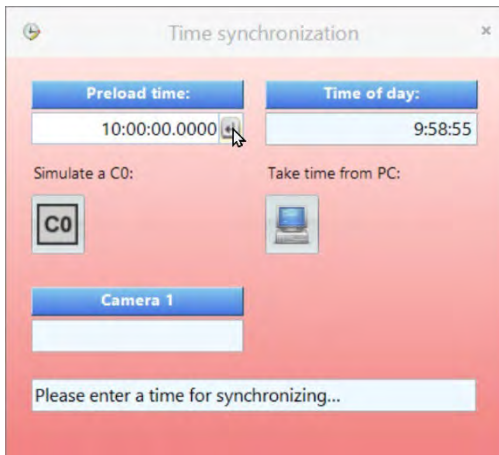 Time synchronization
Preload time:
Time of day:
10:00:00.0000
9:58:55
Simulate a C0:
Take time from PC:
C0
Camera 1
Please enter a time for synchronizing...